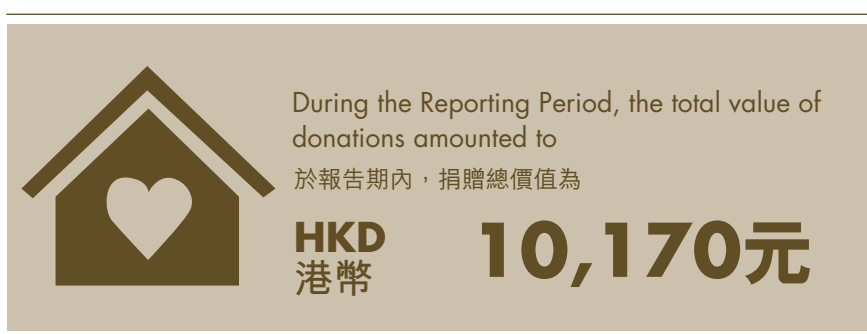 During the Reporting Period, the total value of
donations amounted to
於報告期內，捐贈總價值為
HKD
港幣
10,170元